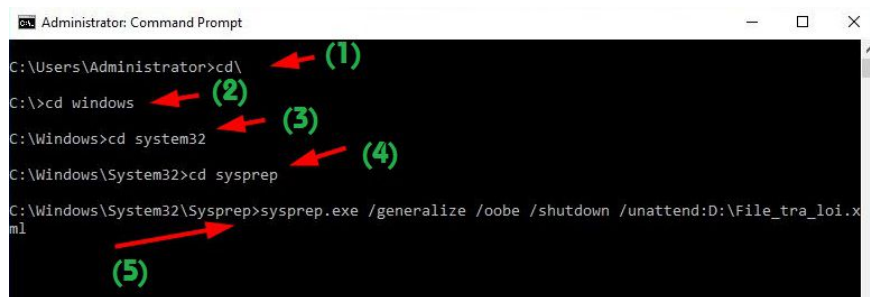 Administrator: Command Prompt
C:\Users\Administrator>cd\
(1)
C:\>cd windows
(2)
C:\Windows>cd system32
(3)
C:\Windows\System32>cd sysprep
(4)
C:\Windows\System32\Sysprep>sysprep.exe /generalize /oobe /shutdown /unattend:D:\File_tra_loi.x
ml
(5)